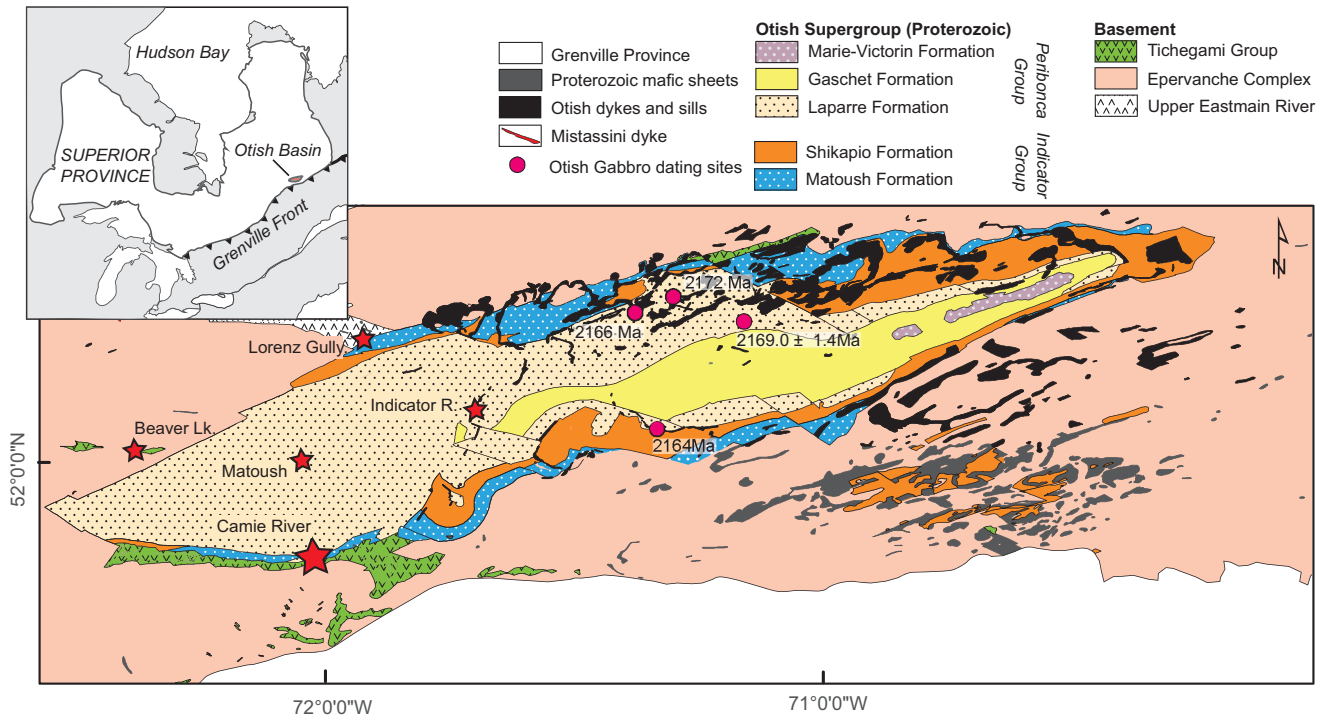 Hudson Bay
SUPERIOR
PROVINCE
Otish Basin
Grenville Front
Grenville Province
Proterozoic mafic sheets
Otish dykes and sills
Mistassini dyke
Otish Gabbro dating sites
Otish Supergroup (Proterozoic)
Marie-Victorin Formation
Gaschet Formation
Laparre Formation
Shikapio Formation
Matoush Formation
Peribonca
Group
Indicator
Group
Basement
Tichegami Group
Epervanche Complex
Upper Eastmain River
N
2172 Ma
2166 Ma
2169.0 ± 1.4Ma
Lorenz Gully
Indicator R.
Beaver Lk.
2164Ma
Matoush
Camie River
52°0'0"N
72°0'0"W
71°0'0"W